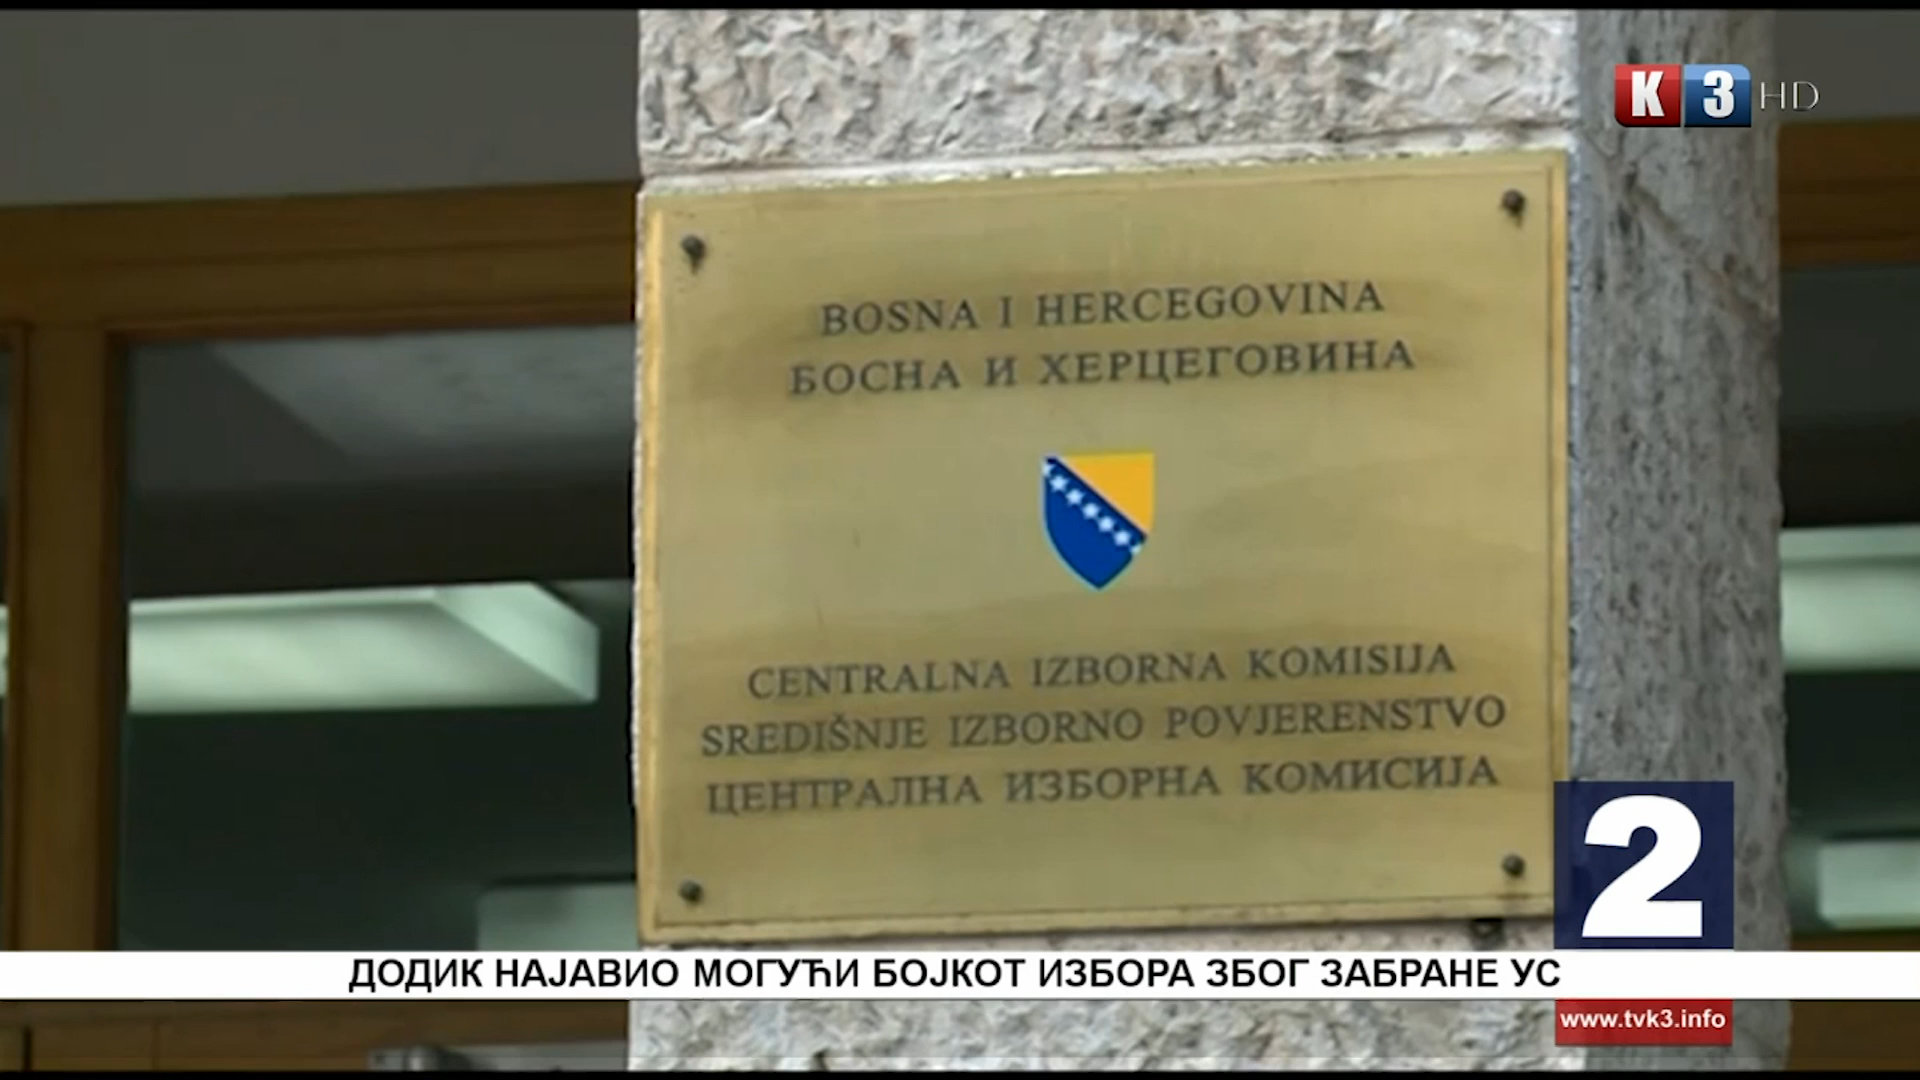 К3 HD
BOSNA I HERCEGOVINA
БОСНА И ХЕРЦЕГОВИНА
CENTRALNA IZBORNA KOMISIJA
SREDIŠNJE IZBORNO POVJERENSTVO
ЦЕНТРАЛНА ИЗБОРНА КОМИСИЈА
2
ДОДИК НАЈАВИО МОГУЋИ БОЈКОТ ИЗБОРА ЗБОГ ЗАБРАНЕ УС
www.tvk3.info